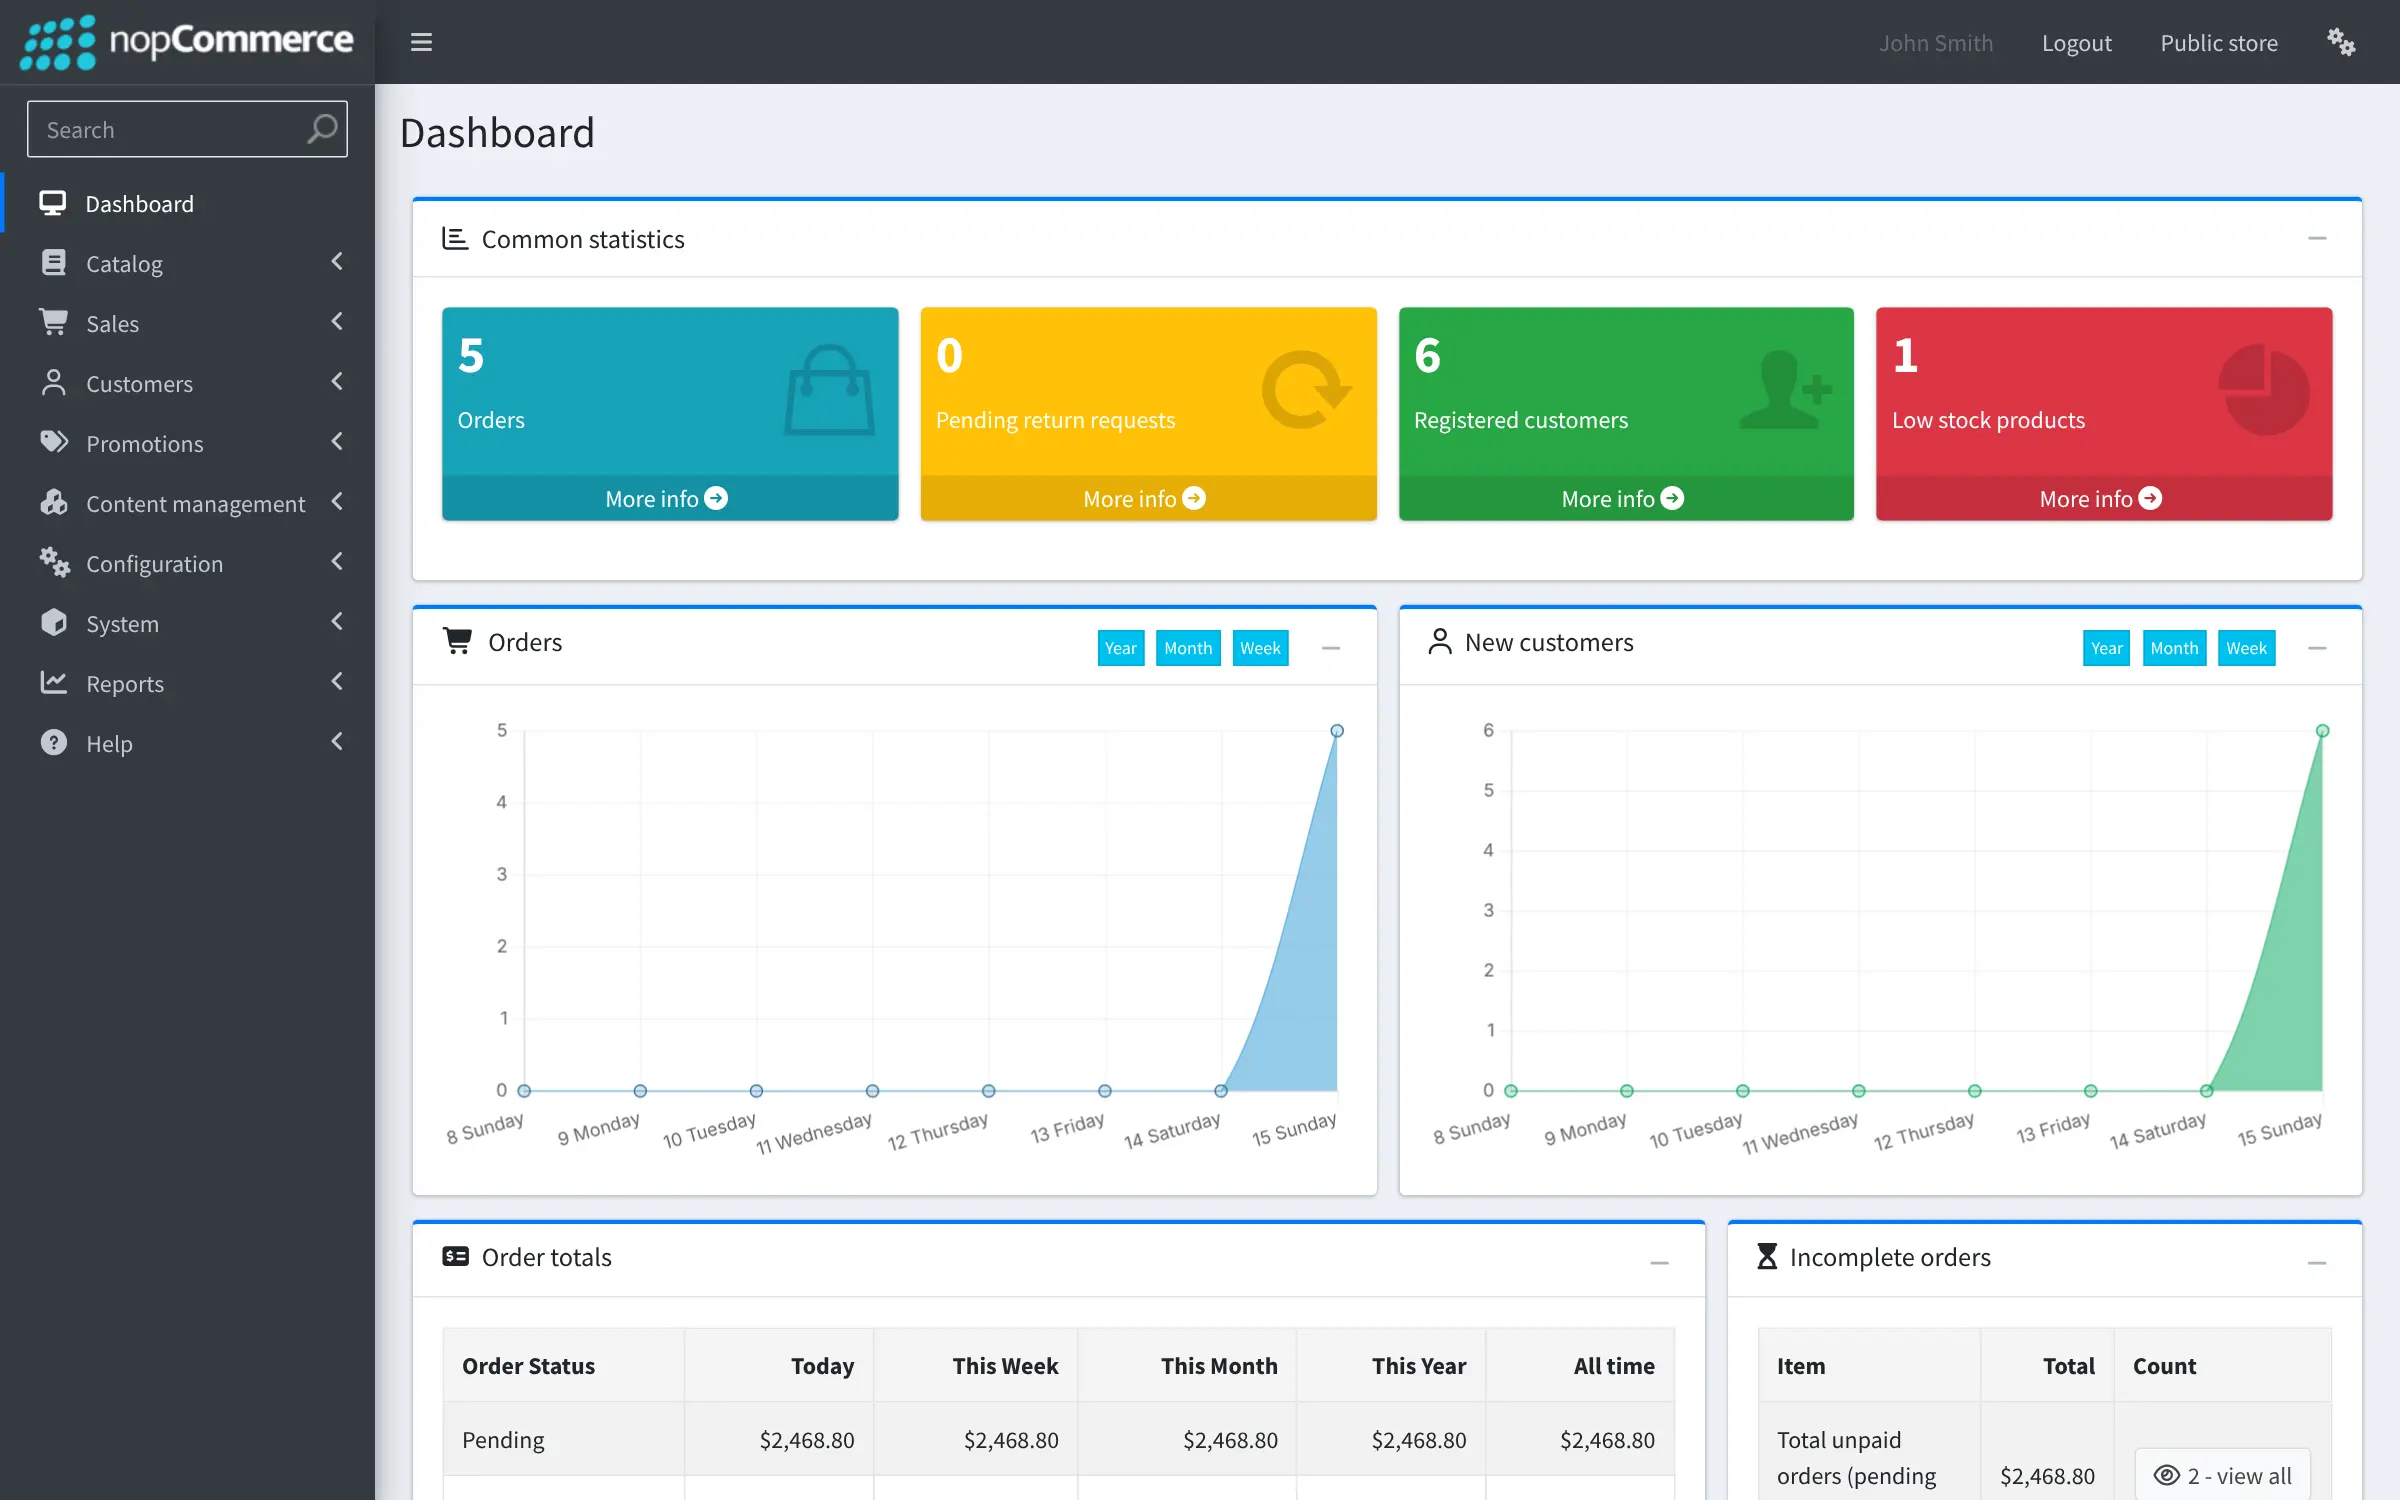 nopCommerce
John Smith Logout Public store
Search
Dashboard
Catalog
Sales
Customers
Promotions
Content management
Configuration
System
Reports
Help
Dashboard
Common statistics
5
Orders
More info
0
Pending return requests
More info
6
Registered customers
More info
1
Low stock products
More info
Orders
Year Month Week
5
4
3
2
1
0
8 Sunday 9 Monday 10 Tuesday 11 Wednesday 12 Thursday 13 Friday 14 Saturday 15 Sunday
New customers
Year Month Week
6
5
4
3
2
1
0
8 Sunday 9 Monday 10 Tuesday 11 Wednesday 12 Thursday 13 Friday 14 Saturday 15 Sunday
Order totals
Order Status Today This Week This Month This Year All time
Pending $2,468.80 $2,468.80 $2,468.80 $2,468.80 $2,468.80
Incomplete orders
Item Total Count
Total unpaid
orders (pending $2,468.80 2 - view all